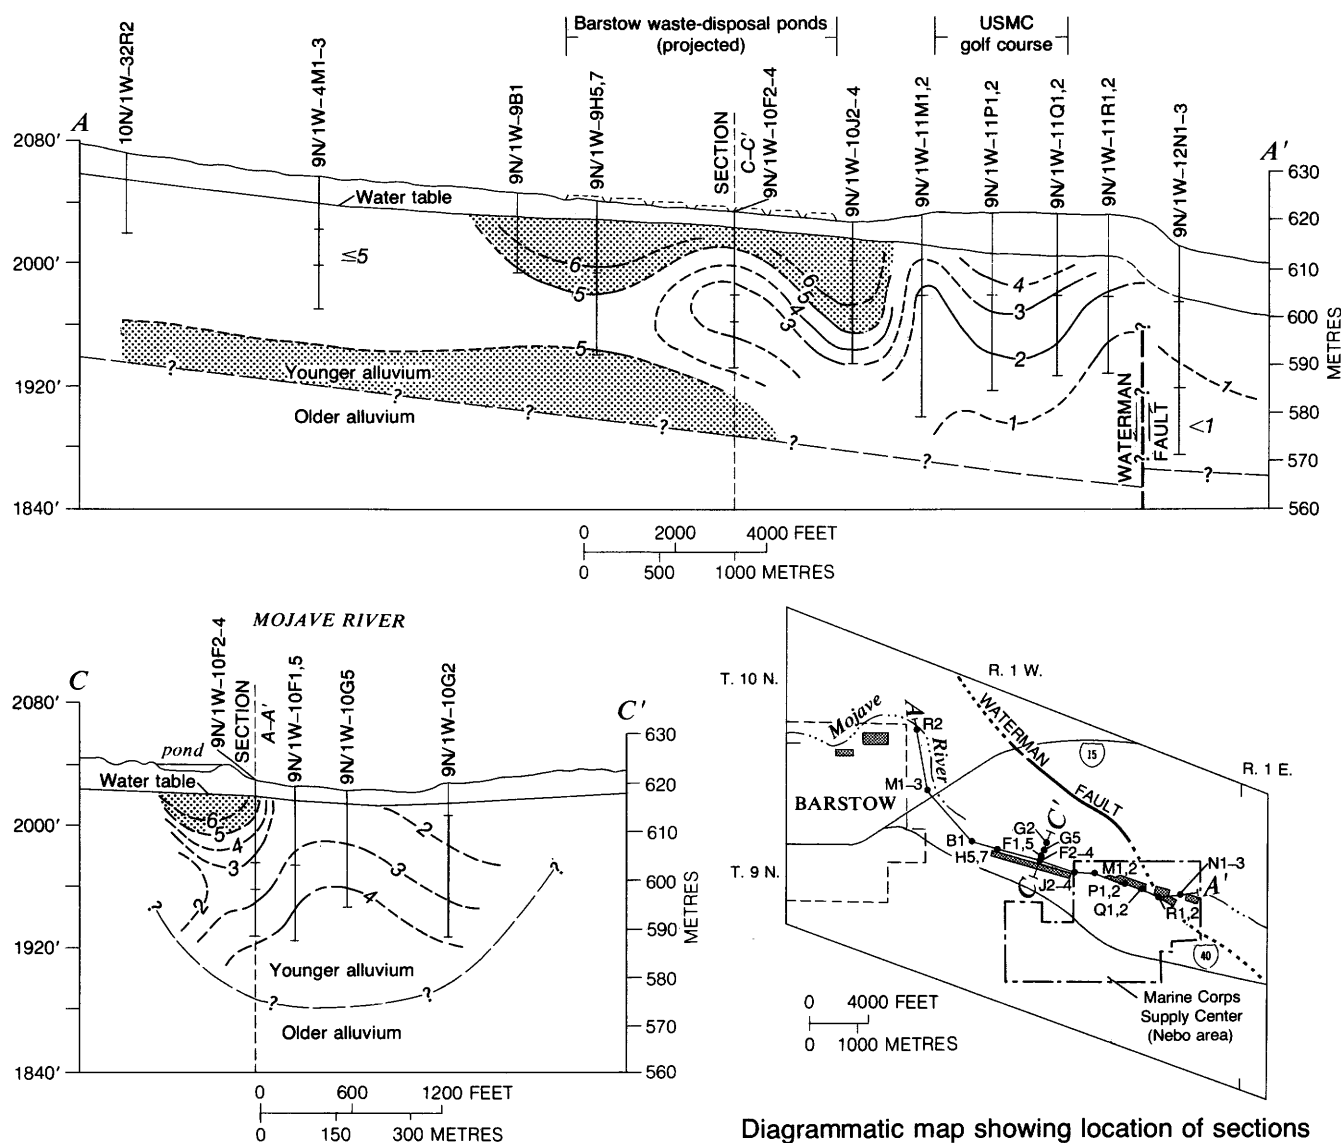 Barstow waste-disposal ponds
(projected)
USMC
golf course
10N/1W-32R2
9N/1W-4M1-3
9N/1W-9B1
9N/1W-9H5,7
SECTION
C-C'
9N/1W-10F2-4
9N/1W-10J2-4
9N/1W-11M1,2
9N/1W-11P1,2
9N/1W-11Q1,2
9N/1W-11R1,2
9N/1W-12N1-3
A
A'
2080'
2000'
1920'
1840'
630
620
610
600
590
580
570
560
METRES
Water table
≤5
6
5
6
5
4
3
4
3
2
1
1
<1
5
Younger alluvium
Older alluvium
? ? ? ? ? ? ?
? ? ? ? ?
WATERMAN
FAULT
0 2000 4000 FEET
0 500 1000 METRES
MOJAVE RIVER
C
C'
9N/1W-10F2-4
SECTION
A-A'
9N/1W-10F1,5
9N/1W-10G5
9N/1W-10G2
2080'
2000'
1920'
1840'
630
620
610
600
590
580
570
560
METRES
pond
Water table
6
5
4
3
2
2
3
4
? ? ? ?
Younger alluvium
Older alluvium
0 600 1200 FEET
0 150 300 METRES
T. 10 N.
R. 1 W.
T. 9 N.
R. 1 E.
Mojave
River
A
R2
WATERMAN
FAULT
15
M1-3
BARSTOW
B1
H5,7
F1,5
G2
G5
F2-4
C'
C
J2-4
M1,2
P1,2
Q1,2
R1,2
N1-3
A'
40
Marine Corps
Supply Center
(Nebo area)
0 4000 FEET
0 1000 METRES
Diagrammatic map showing location of sections